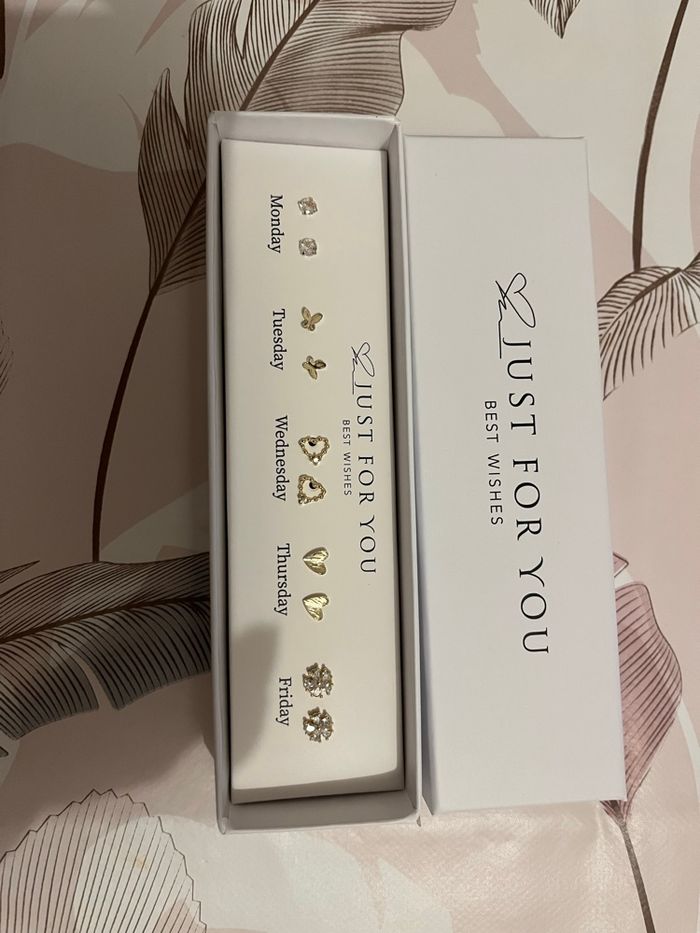 JUST FOR YOU
BEST WISHES
JUST FOR YOU
BEST WISHES
Monday
Tuesday
Wednesday
Thursday
Friday